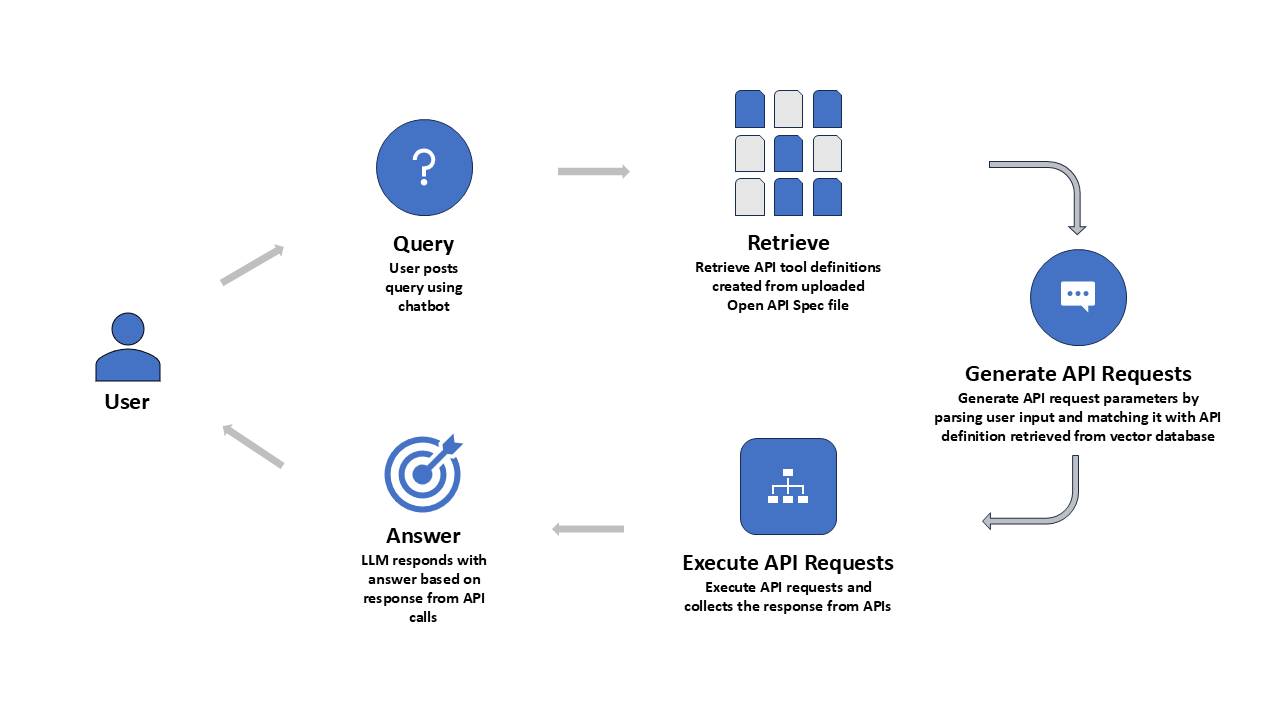 Query
User posts
query using
chatbot
Retrieve
Retrieve API tool definitions
created from uploaded
Open API Spec file
Generate API Requests
Generate API request parameters by
parsing user input and matching it with API
definition retrieved from vector database
User
Execute API Requests
Execute API requests and
collects the response from APIs
Answer
LLM responds with
answer based on
response from API
calls